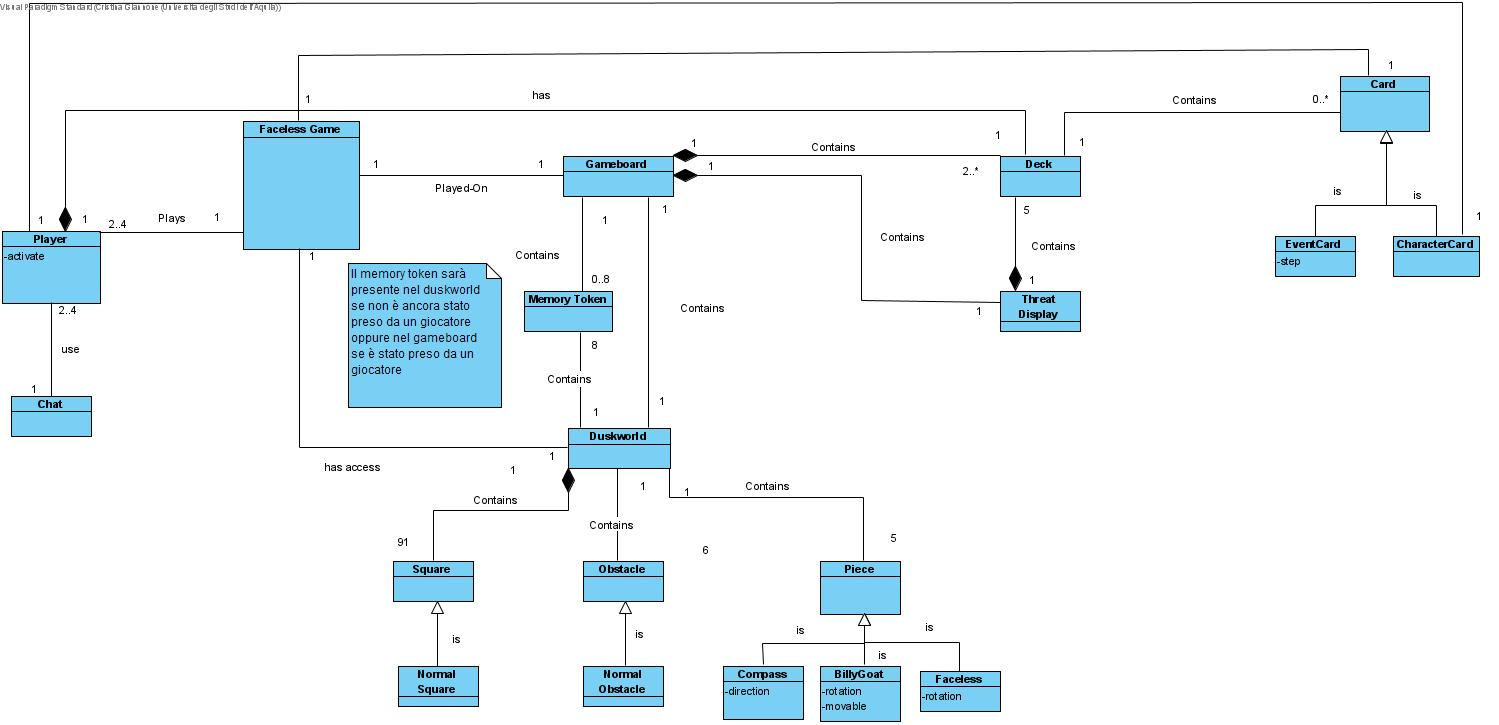 Visual Paradigm Standard (Cristina Giannone (Universita degli Studi dell'Aquila))
1
Card
1
has
Contains
0..*
Faceless Game
1
1
Contains
1
1
Deck
1
1
Gameboard
1
2..*
Played-On
1
Plays
1
2..4
1
1
Player
-activate
is
is
1
EventCard
-step
CharacterCard
5
Contains
1
Threat
Display
Contains
1
1
1
Contains
0..8
Memory Token
8
Contains
1
Contains
1
Il memory token sarà
presente nel duskworld
se non è ancora stato
preso da un giocatore
oppure nel gameboard
se è stato preso da un
giocatore
1
2..4
use
1
Chat
Duskworld
1
has access
1
Contains
91
1
Contains
6
1
Contains
5
Square
Obstacle
Piece
is
is
is
is
is
Normal
Square
Normal
Obstacle
Compass
-direction
BillyGoat
-rotation
-movable
Faceless
-rotation